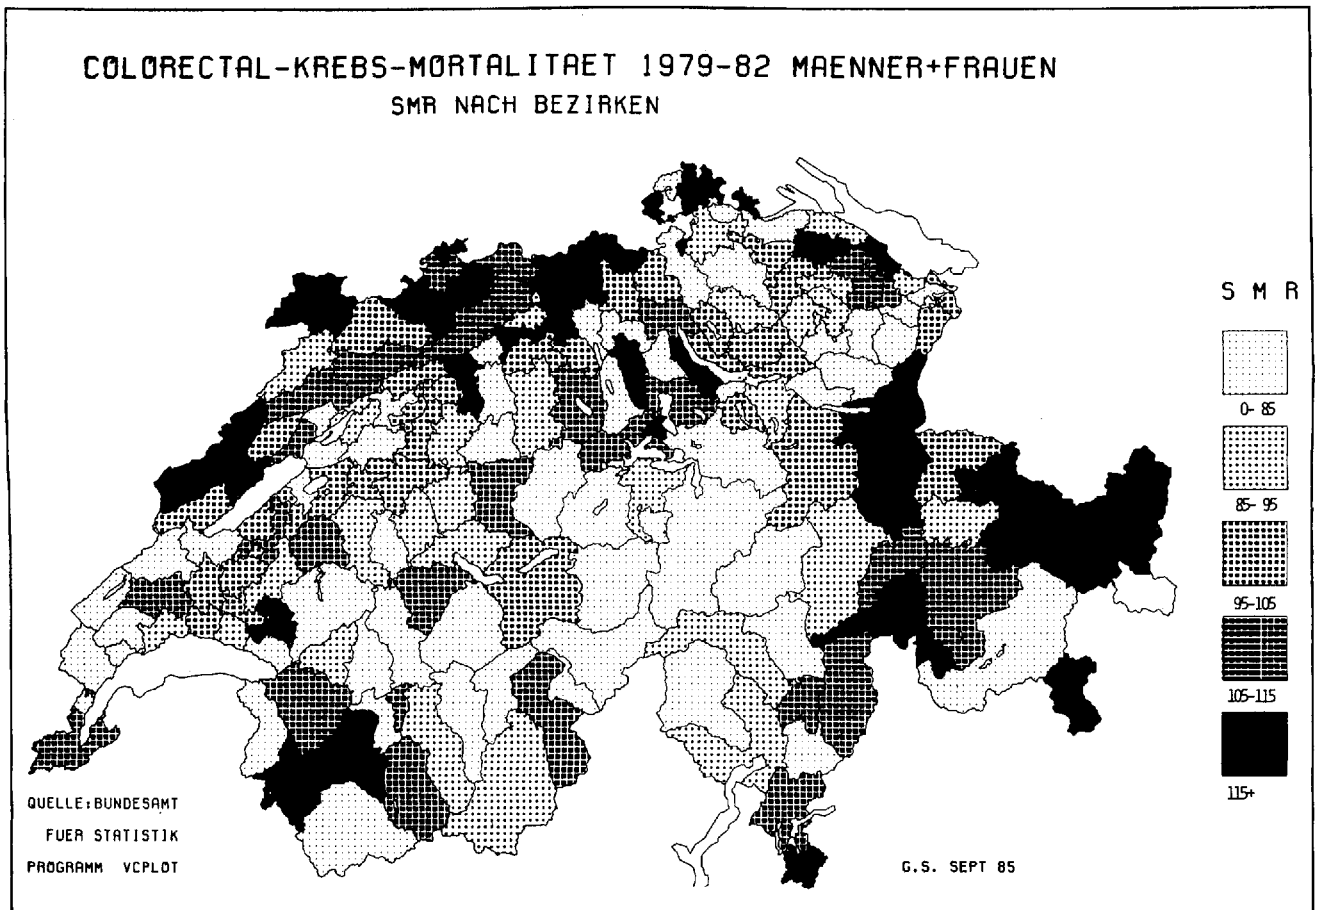 COLORECTAL-KREBS-MORTALITAET 1979-82 MAENNER+FRAUEN
SMR NACH BEZIRKEN
S M R
0- 85
85- 95
95-105
105-115
115+
QUELLE:BUNDESAMT
FUER STATISTIK
PROGRAMM VCPLOT
G.S. SEPT 85